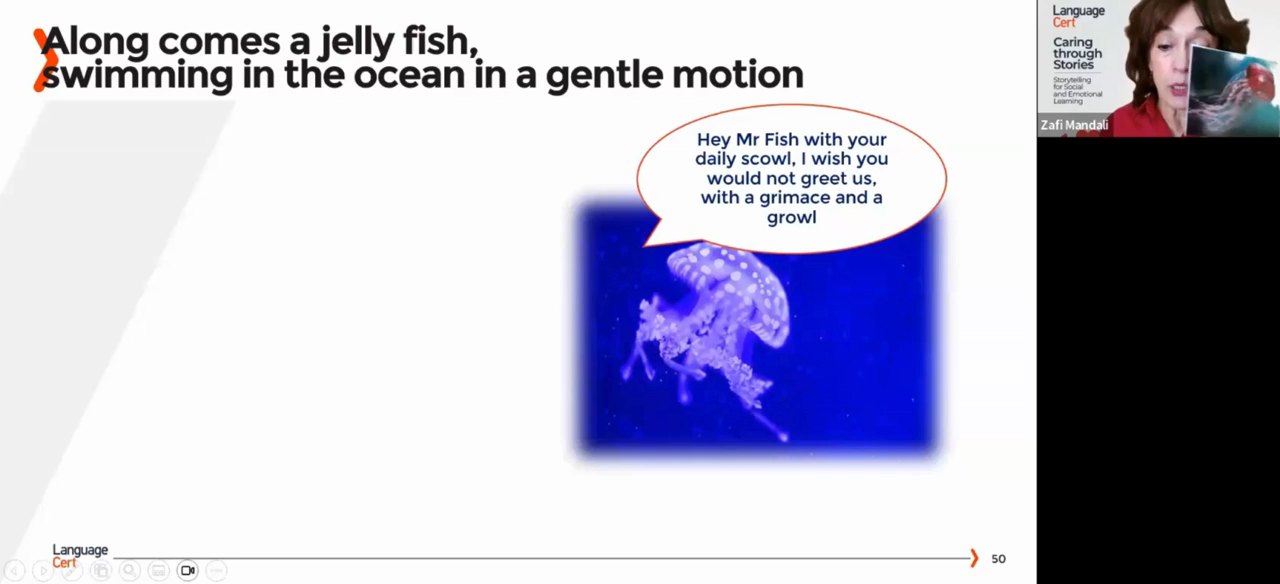 Along comes a jelly fish,
swimming in the ocean in a gentle motion
Hey Mr Fish with your
daily scowl, I wish you
would not greet us,
with a grimace and a
growl
Language
Cert
50
Language
Cert
Caring
through
Stories
Storytelling
for Social
and Emotional
Learning
Zafi Mandali